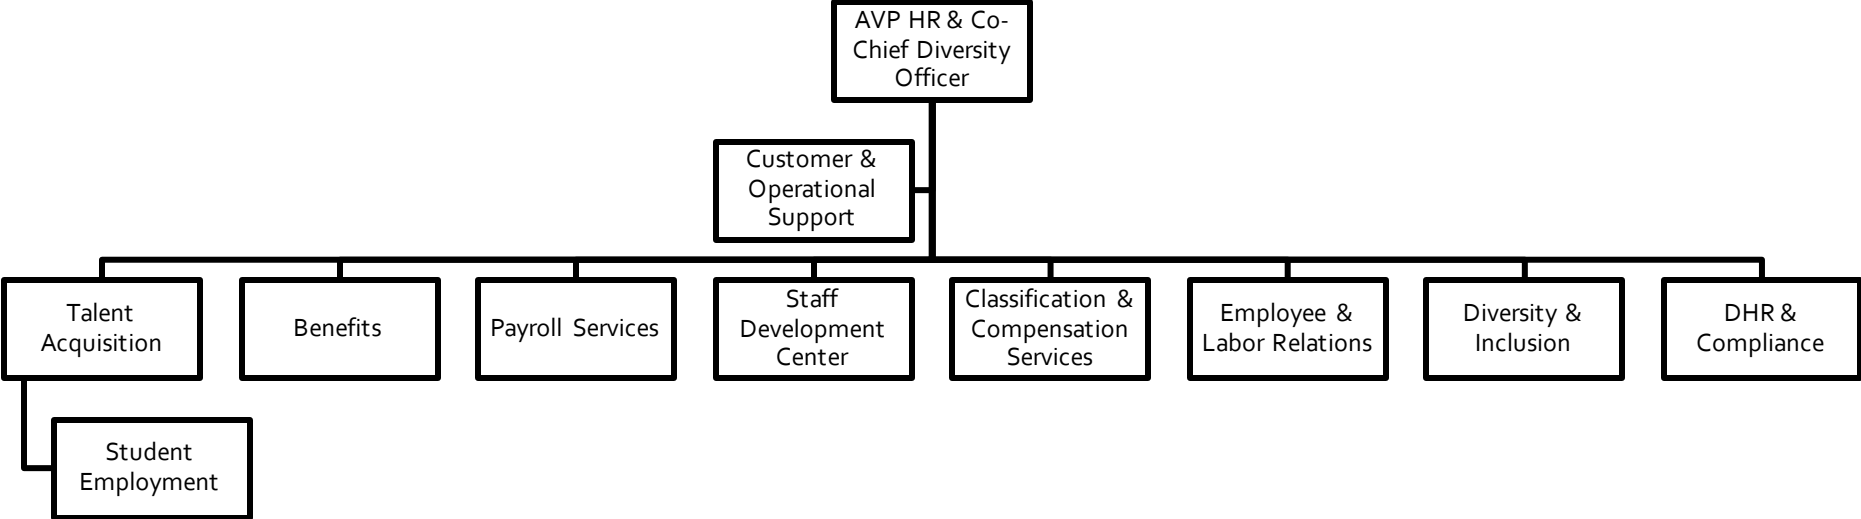 AVP HR & Co-
Chief Diversity
Officer
Customer &
Operational
Support
Talent
Acquisition
Benefits
Payroll Services
Staff
Development
Center
Classification &
Compensation
Services
Employee &
Labor Relations
Diversity &
Inclusion
DHR &
Compliance
Student
Employment